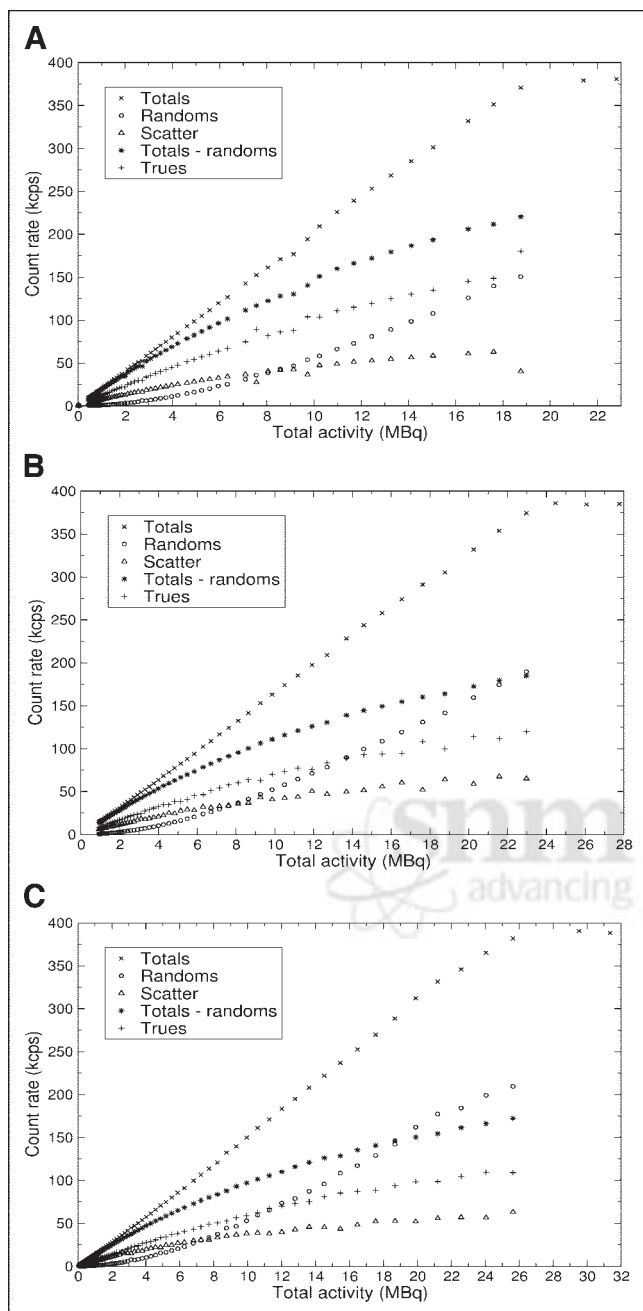 A
400
350
300
250
200
150
100
50
0
Count rate (kcps)
Totals
Randoms
Scatter
Totals - randoms
Trues
0 2 4 6 8 10 12 14 16 18 20 22
Total activity (MBq)
B
400
350
300
250
200
150
100
50
0
Count rate (kcps)
Totals
Randoms
Scatter
Totals - randoms
Trues
0 2 4 6 8 10 12 14 16 18 20 22 24 26 28
Total activity (MBq)
snm
advancing
C
400
350
300
250
200
150
100
50
0
Count rate (kcps)
Totals
Randoms
Scatter
Totals - randoms
Trues
0 2 4 6 8 10 12 14 16 18 20 22 24 26 28 30 32
Total activity (MBq)